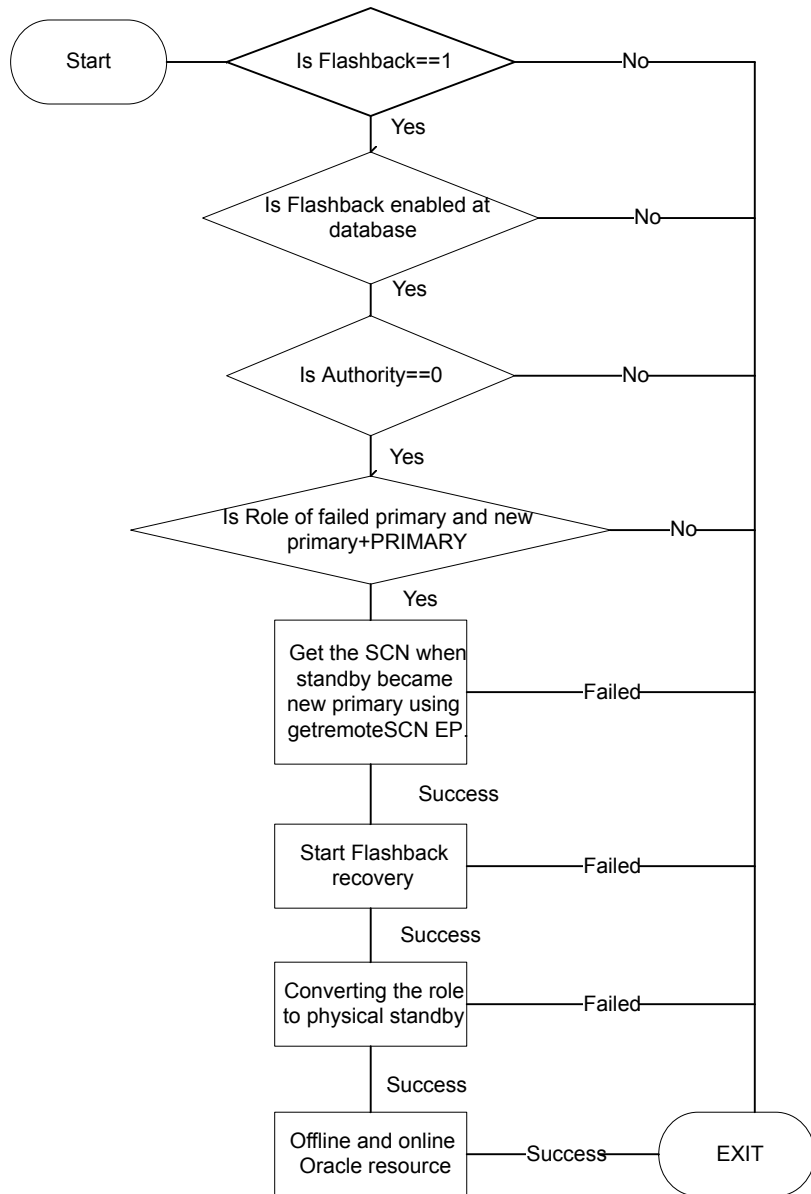 Start
Is Flashback==1
No
Yes
Is Flashback enabled at
database
No
Yes
Is Authority==0
No
Yes
Is Role of failed primary and new
primary+PRIMARY
No
Yes
Get the SCN when
standby became
new primary using
getremoteSCN EP.
Failed
Success
Start Flashback
recovery
Failed
Success
Converting the role
to physical standby
Failed
Success
Offline and online
Oracle resource
Success
EXIT